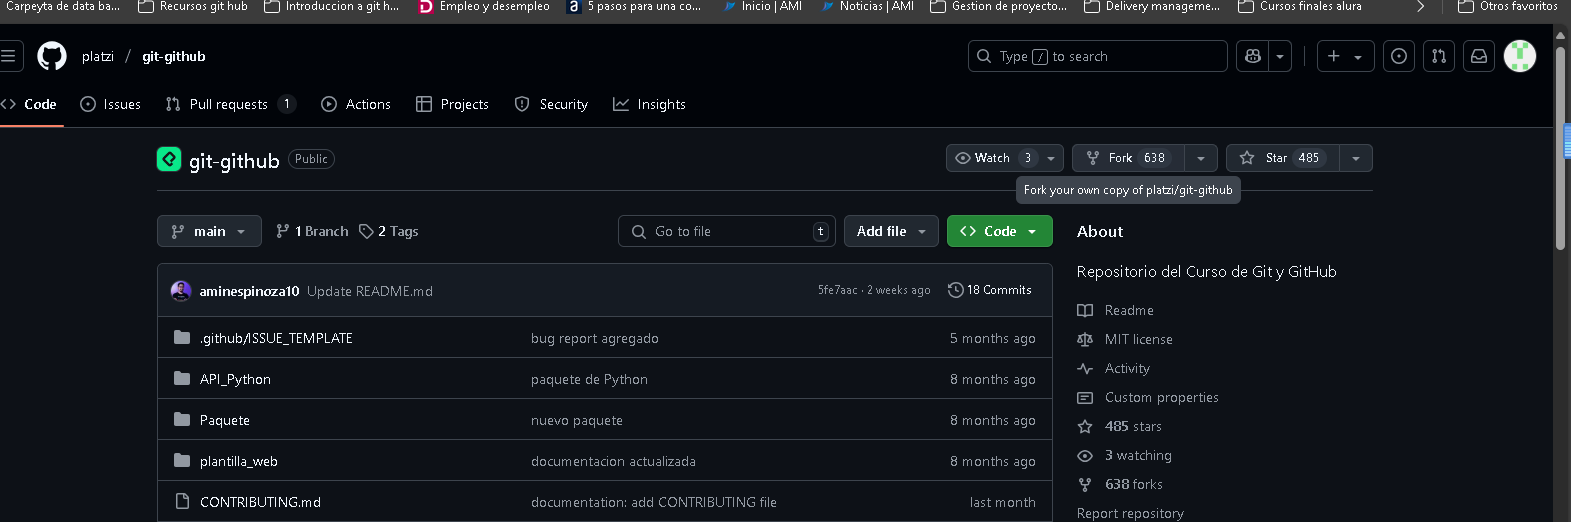 Carpeyta de data ba... Recursos git hub Introduccion a git h... Empleo y desempleo 5 pasos para una co... Inicio | AMI Noticias | AMI Gestion de proyecto... Delivery manageme... Cursos finales alura Otros favoritos
platzi / git-github Type / to search
Code Issues Pull requests 1 Actions Projects Security Insights
git-github Public Watch 3 Fork 638 Star 485
Fork your own copy of platzi/git-github
main 1 Branch 2 Tags Go to file t Add file Code
About
Repositorio del Curso de Git y GitHub
aminespinoza10 Update README.md 5fe7aac · 2 weeks ago 18 Commits
.github/ISSUE_TEMPLATE bug report agregado 5 months ago
API_Python paquete de Python 8 months ago
Paquete nuevo paquete 8 months ago
plantilla_web documentacion actualizada 8 months ago
CONTRIBUTING.md documentation: add CONTRIBUTING file last month
Readme
MIT license
Activity
Custom properties
485 stars
3 watching
638 forks
Report repository